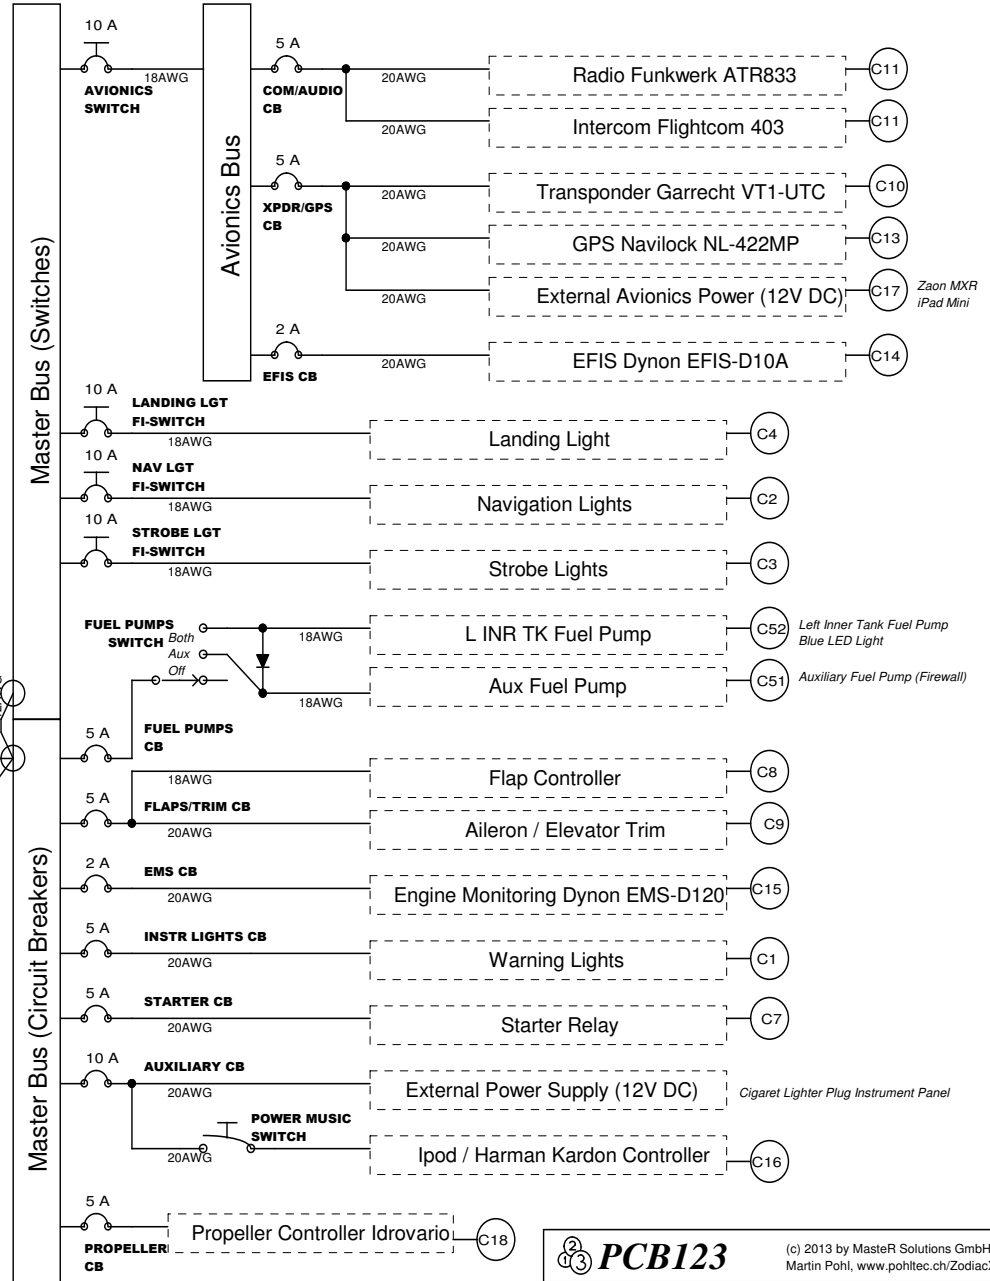 10 A
18AWG
AVIONICS
SWITCH
Avionics Bus
5 A
COM/AUDIO
CB
20AWG
Radio Funkwerk ATR833
C11
20AWG
Intercom Flightcom 403
C11
5 A
XPDR/GPS
CB
20AWG
Transponder Garrecht VT1-UTC
C10
20AWG
GPS Navilock NL-422MP
C13
20AWG
External Avionics Power (12V DC)
C17
Zaon MXR
iPad Mini
2 A
EFIS CB
20AWG
EFIS Dynon EFIS-D10A
C14
Master Bus (Switches)
10 A
LANDING LGT
FI-SWITCH
18AWG
Landing Light
C4
10 A
NAV LGT
FI-SWITCH
18AWG
Navigation Lights
C2
10 A
STROBE LGT
FI-SWITCH
18AWG
Strobe Lights
C3
FUEL PUMPS
SWITCH
Both
Aux
Off
18AWG
L INR TK Fuel Pump
C52
Left Inner Tank Fuel Pump
Blue LED Light
18AWG
Aux Fuel Pump
C51
Auxiliary Fuel Pump (Firewall)
5 A
FUEL PUMPS
CB
Master Bus (Circuit Breakers)
18AWG
Flap Controller
C8
5 A
FLAPS/TRIM CB
20AWG
Aileron / Elevator Trim
C9
2 A
EMS CB
20AWG
Engine Monitoring Dynon EMS-D120
C15
5 A
INSTR LIGHTS CB
20AWG
Warning Lights
C1
5 A
STARTER CB
20AWG
Starter Relay
C7
10 A
AUXILIARY CB
20AWG
External Power Supply (12V DC)
Cigaret Lighter Plug Instrument Panel
POWER MUSIC
SWITCH
20AWG
Ipod / Harman Kardon Controller
C16
5 A
PROPELLER
CB
Propeller Controller Idrovario
C18
123 PCB123
(c) 2013 by MasteR Solutions GmbH
Martin Pohl, www.pohltec.ch/ZodiacX